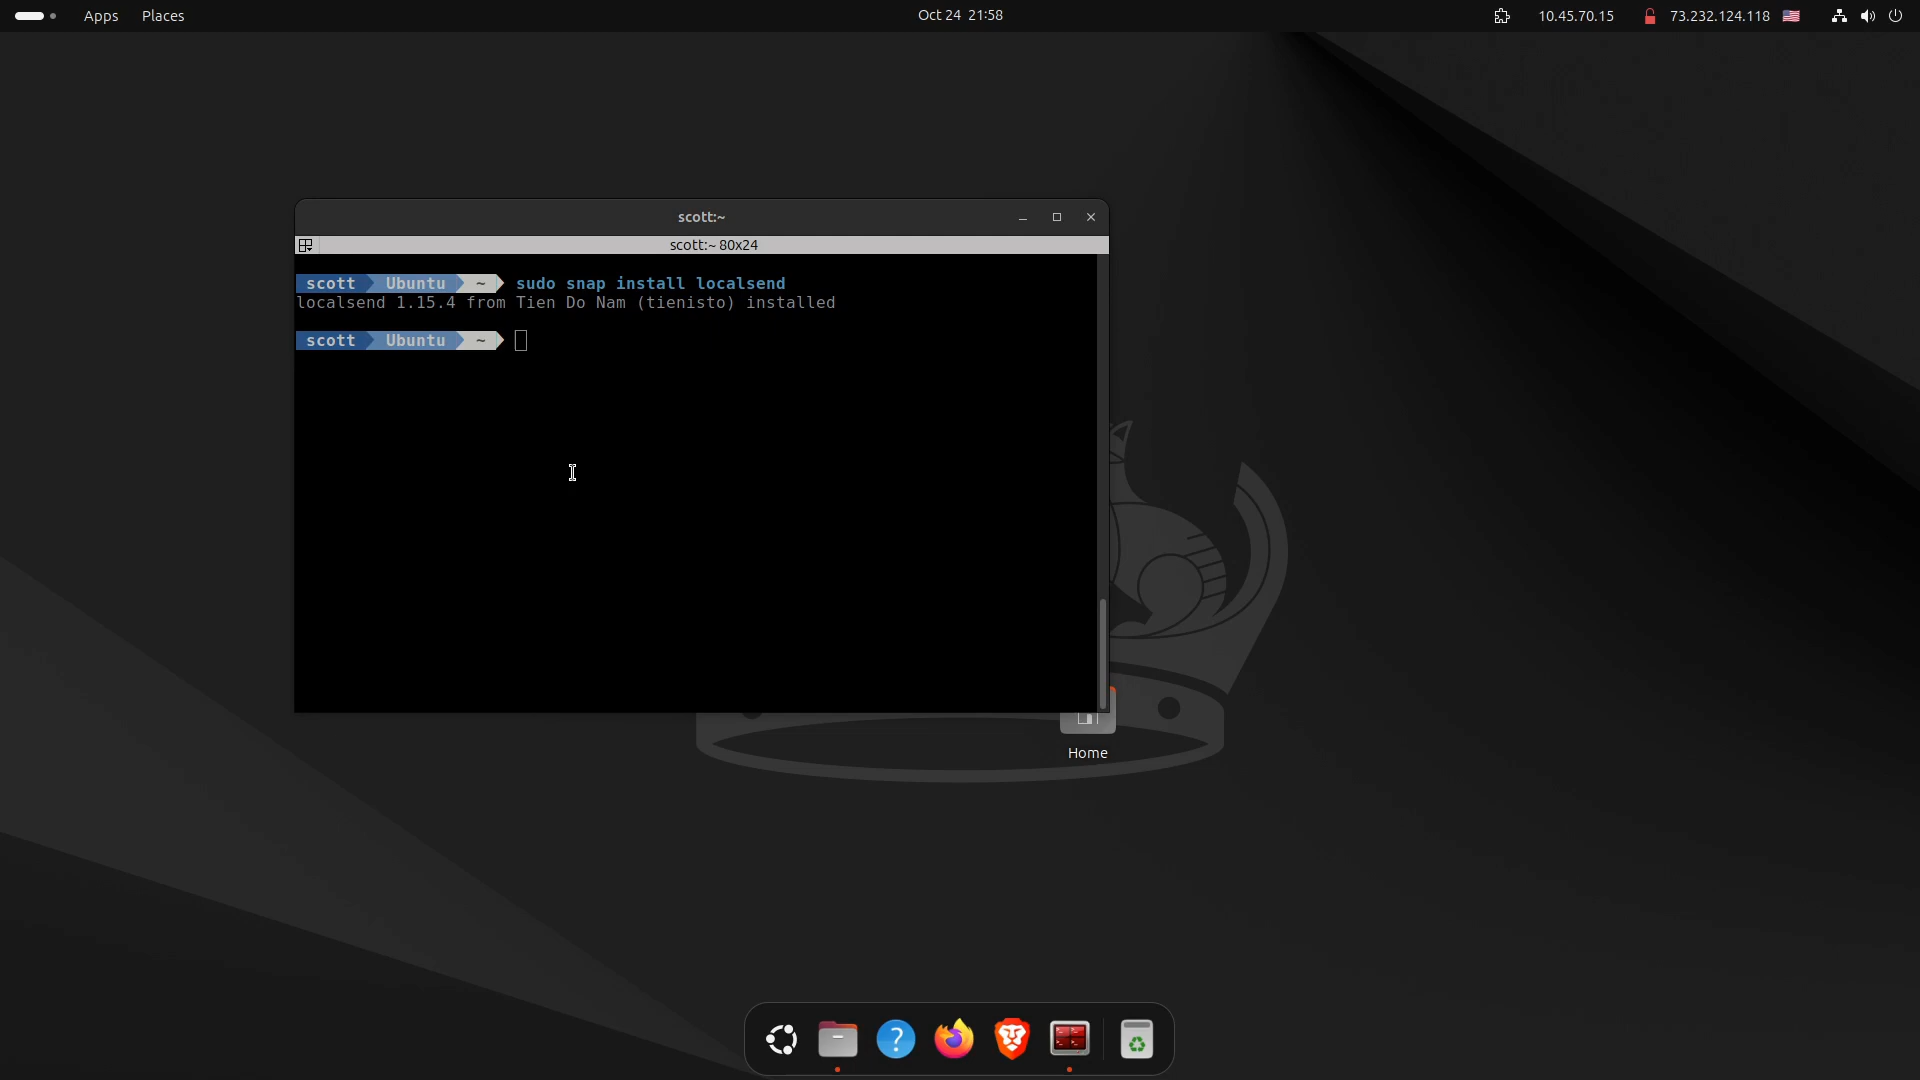 Apps Places Oct 24 21:58 10.45.70.15 73.232.124.118
scott:~
scott:~ 80x24
scott Ubuntu ~ sudo snap install localsend
localsend 1.15.4 from Tien Do Nam (tienisto) installed
scott Ubuntu ~
Home